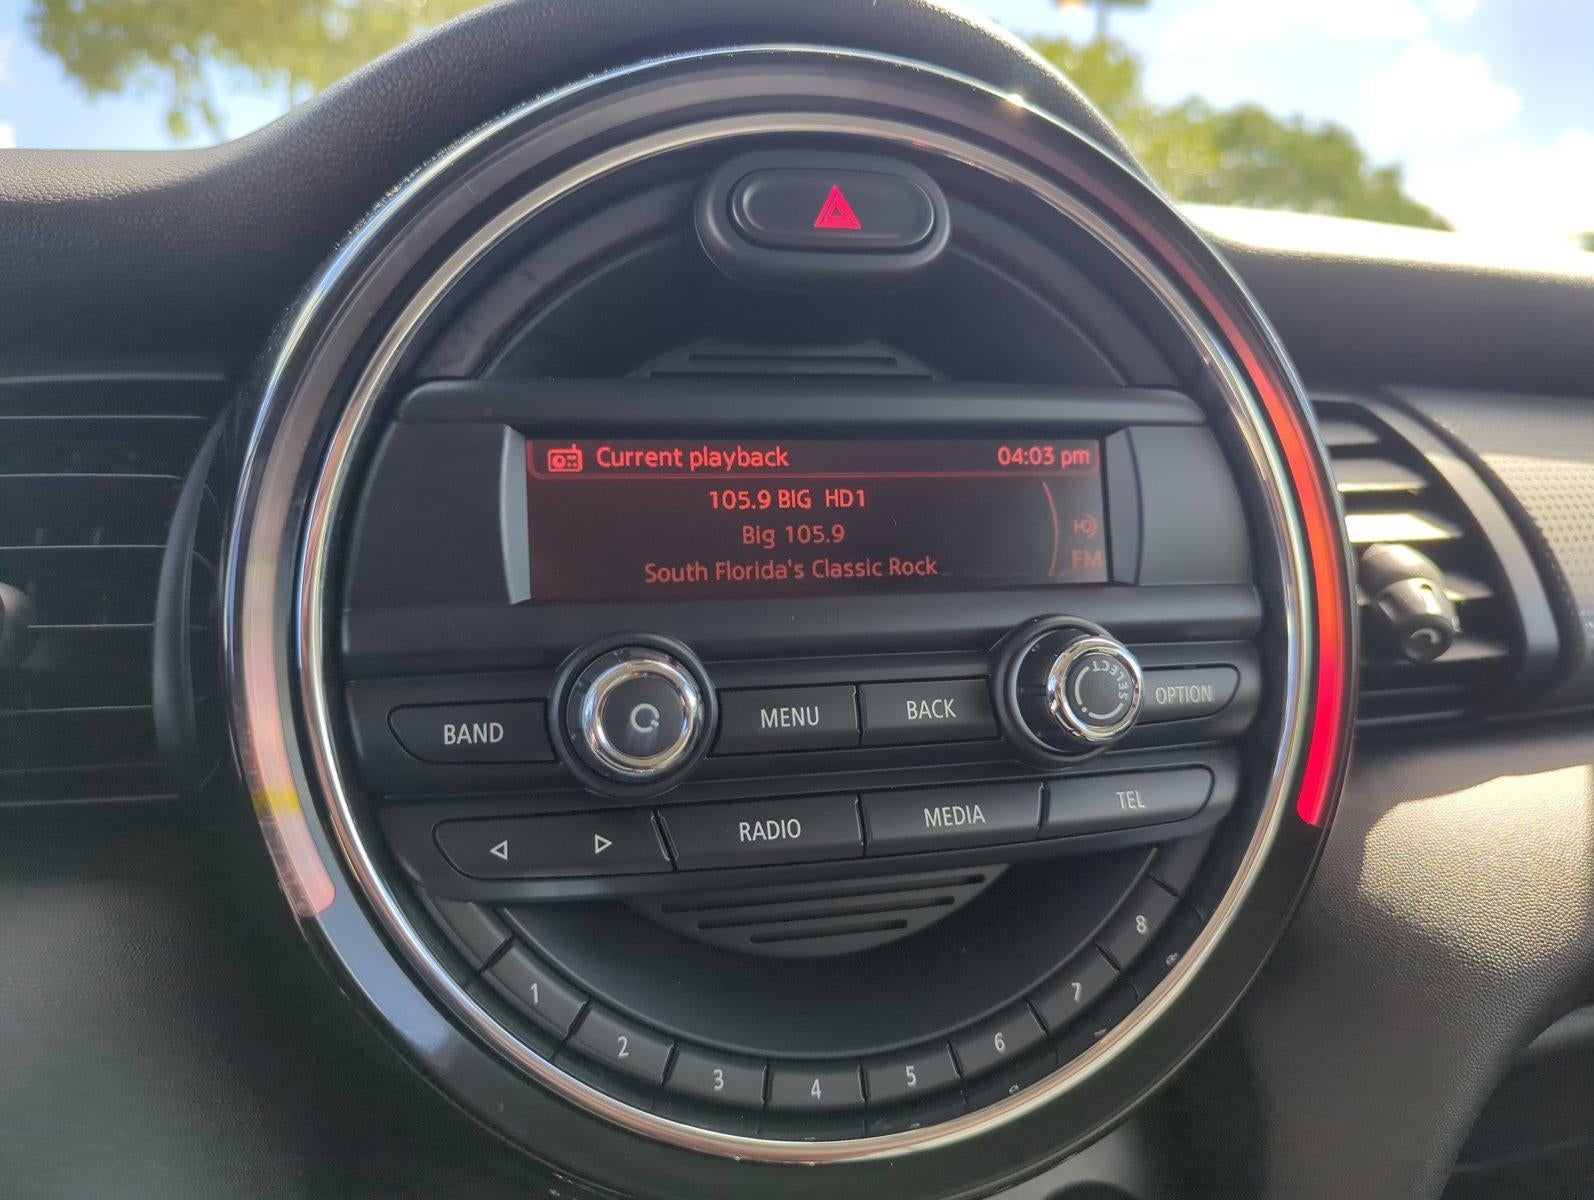 Current playback 04:03 pm
105.9 BIG HD1
Big 105.9
HD
South Florida's Classic Rock
FM
BAND
MENU
BACK
SELECT
OPTION
RADIO
MEDIA
TEL
1
2
3
4
5
6
7
8